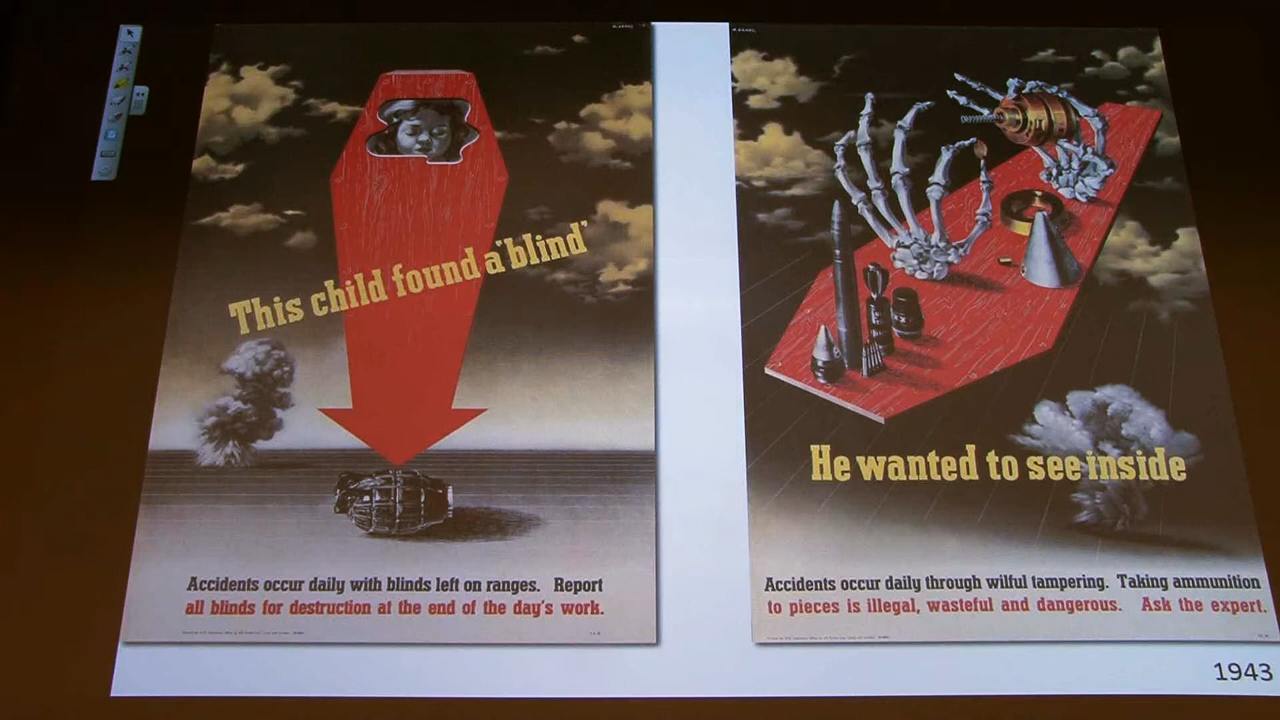 This child found a "blind"
Accidents occur daily with blinds left on ranges. Report
all blinds for destruction at the end of the day's work.
He wanted to see inside
Accidents occur daily through wilful tampering. Taking ammunition
to pieces is illegal, wasteful and dangerous. Ask the expert.
1943